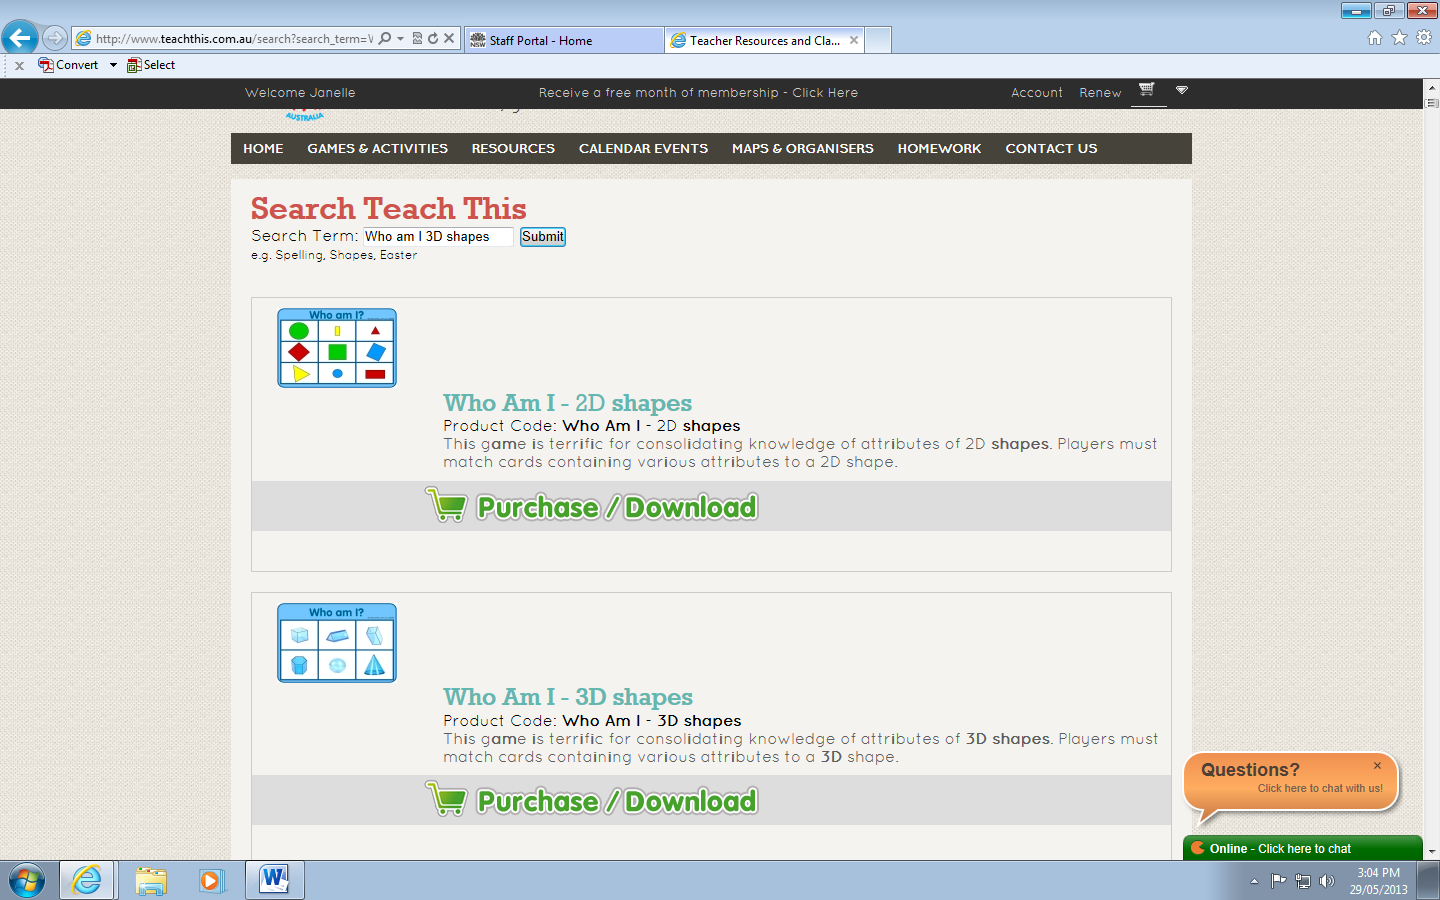 http://www.teachthis.com.au/search?search_term=W
Staff Portal - Home
Teacher Resources and Cla...
Convert
Select
Welcome Janelle
Receive a free month of membership - Click Here
Account
Renew
AUSTRALIA
HOME
GAMES & ACTIVITIES
RESOURCES
CALENDAR EVENTS
MAPS & ORGANISERS
HOMEWORK
CONTACT US
Search Teach This
Search Term: Who am I 3D shapes Submit
e.g. Spelling, Shapes, Easter
Who am I?
Who Am I - 2D shapes
Product Code: Who Am I - 2D shapes
This game is terrific for consolidating knowledge of attributes of 2D shapes. Players must
match cards containing various attributes to a 2D shape.
Purchase / Download
Who am I?
Who Am I - 3D shapes
Product Code: Who Am I - 3D shapes
This game is terrific for consolidating knowledge of attributes of 3D shapes. Players must
match cards containing various attributes to a 3D shape.
Purchase / Download
Questions?
Click here to chat with us!
Online - Click here to chat
3:04 PM
29/05/2013